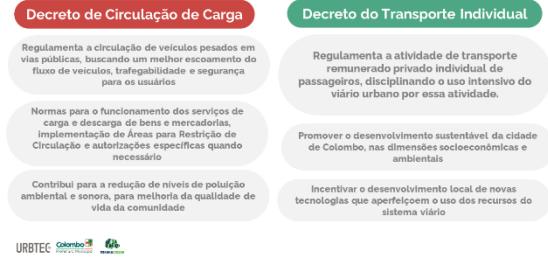 Decreto de Circulação de Carga
Regulamenta a circulação de veículos pesados em
vias públicas, buscando um melhor escoamento do
fluxo de veículos, trafegabilidade e segurança
para os usuários
Normas para o funcionamento dos serviços de
carga e descarga de bens e mercadorias,
implementação de Áreas para Restrição de
Circulação e autorizações específicas quando
necessário
Contribui para a redução de níveis de poluição
ambiental e sonora, para melhoria da qualidade de
vida da comunidade
Decreto do Transporte Individual
Regulamenta a atividade de transporte
remunerado privado individual de
passageiros, disciplinando o uso intensivo do
viário urbano por essa atividade.
Promover o desenvolvimento sustentável da cidade
de Colombo, nas dimensões socioeconômicas e
ambientais
Incentivar o desenvolvimento local de novas
tecnologias que aperfeiçoem o uso dos recursos do
sistema viário
URBTEC
Colombo